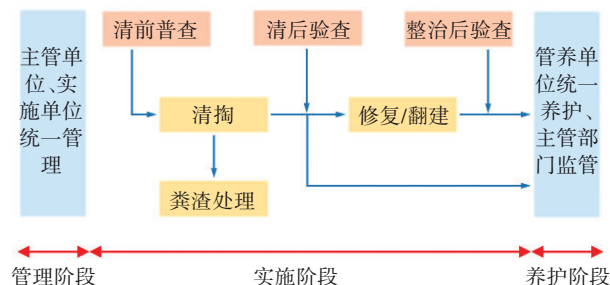 清前普查
清后验查
整治后验查
主管单
位、实
施单位
统一管
理
清掏
修复/翻建
粪渣处理
管养单
位统一
养护、
主管部
门监管
管理阶段
实施阶段
养护阶段